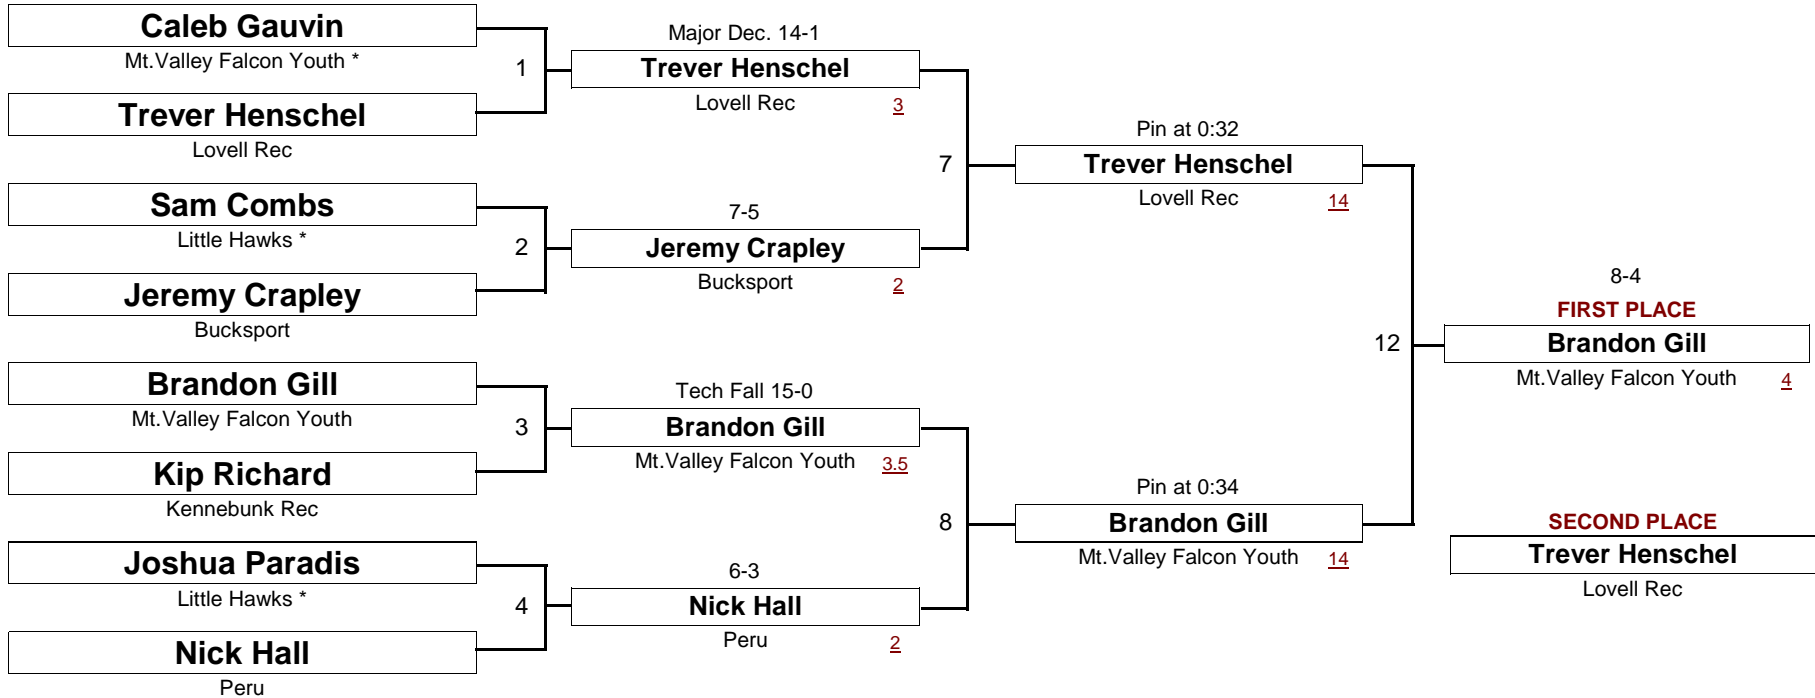 Caleb Gauvin
Mt.Valley Falcon Youth *
1
Trever Henschel
Lovell Rec
Sam Combs
Little Hawks *
2
Jeremy Crapley
Bucksport
Brandon Gill
Mt.Valley Falcon Youth
3
Kip Richard
Kennebunk Rec
Joshua Paradis
Little Hawks *
4
Nick Hall
Peru
Major Dec. 14-1
Trever Henschel
Lovell Rec 3
7
7-5
Jeremy Crapley
Bucksport 2
Tech Fall 15-0
Brandon Gill
Mt.Valley Falcon Youth 3.5
8
6-3
Nick Hall
Peru 2
Pin at 0:32
Trever Henschel
Lovell Rec 14
12
Pin at 0:34
Brandon Gill
Mt.Valley Falcon Youth 14
8-4
FIRST PLACE
Brandon Gill
Mt.Valley Falcon Youth 4
SECOND PLACE
Trever Henschel
Lovell Rec